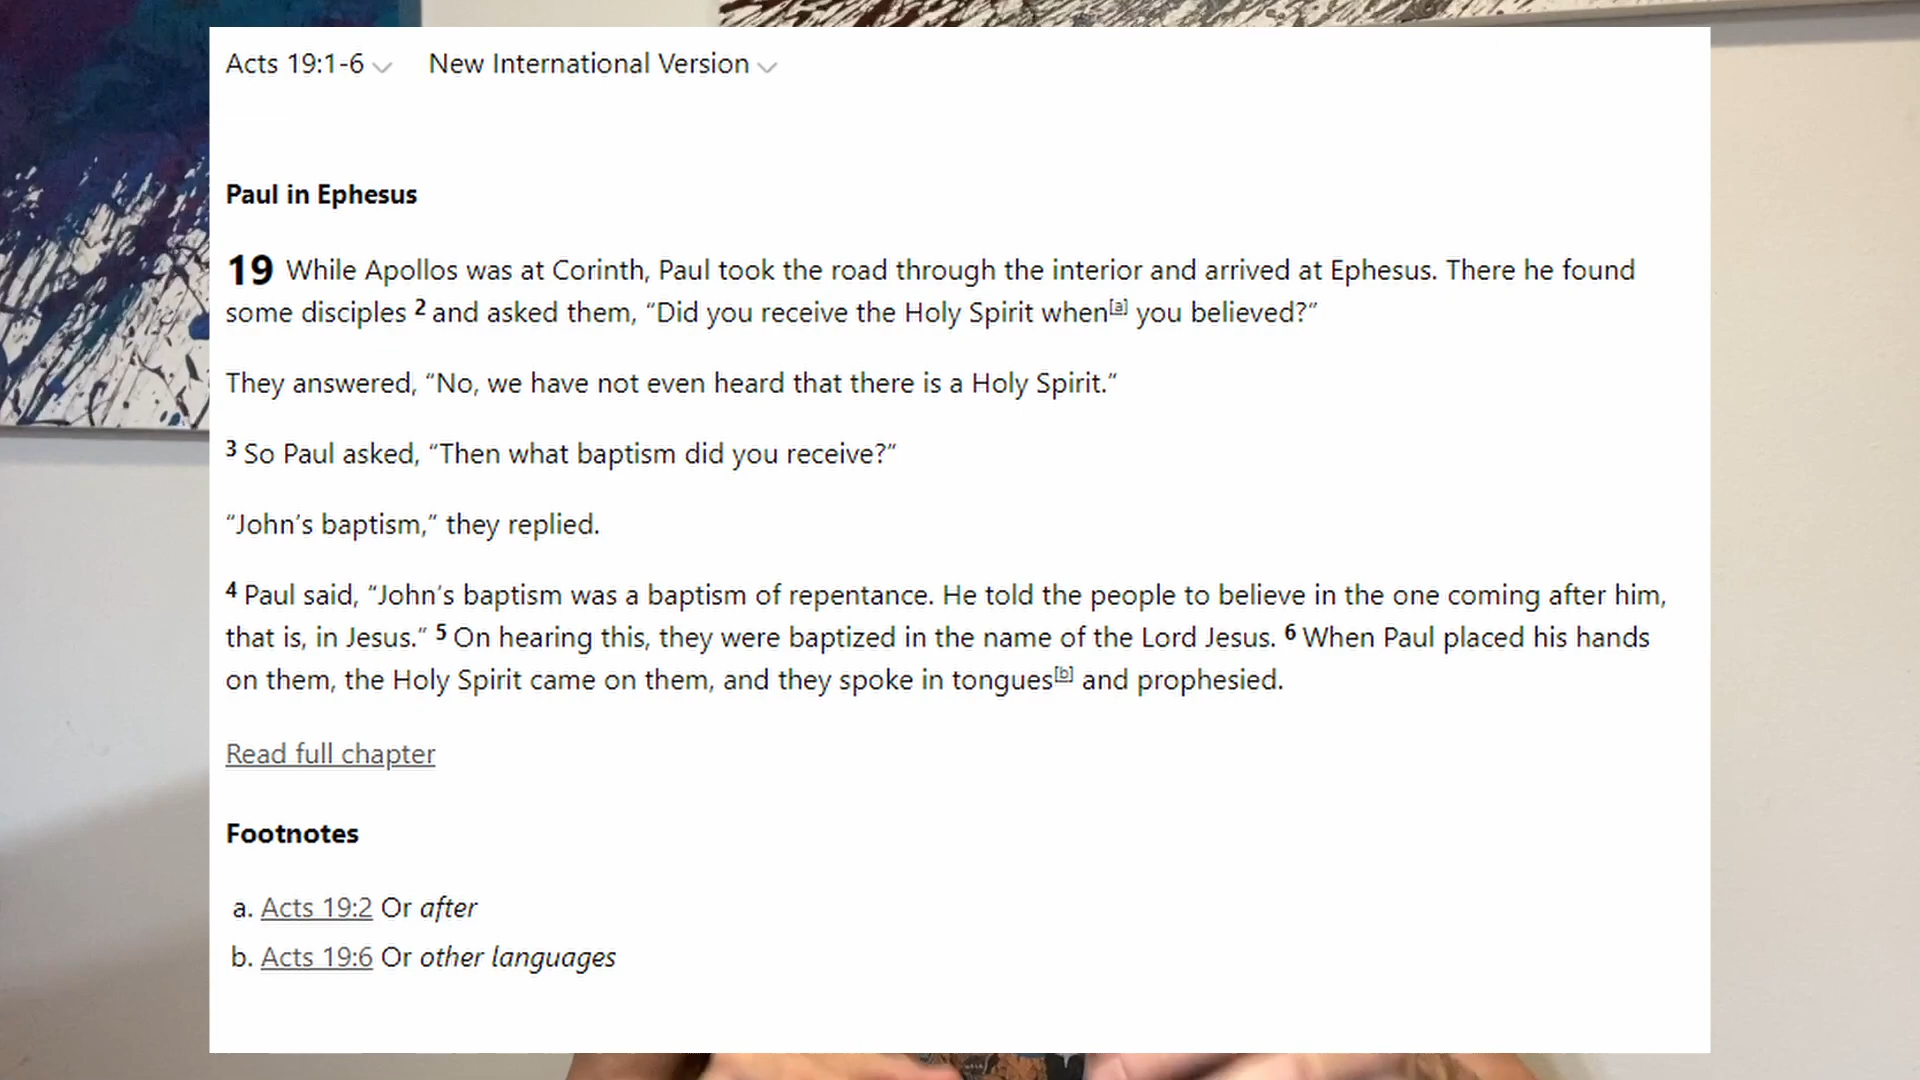 Acts 19:1-6 New International Version
Paul in Ephesus
19 While Apollos was at Corinth, Paul took the road through the interior and arrived at Ephesus. There he found
some disciples 2 and asked them, “Did you receive the Holy Spirit when[a] you believed?”
They answered, “No, we have not even heard that there is a Holy Spirit.”
3 So Paul asked, “Then what baptism did you receive?”
“John’s baptism,” they replied.
4 Paul said, “John’s baptism was a baptism of repentance. He told the people to believe in the one coming after him,
that is, in Jesus.” 5 On hearing this, they were baptized in the name of the Lord Jesus. 6 When Paul placed his hands
on them, the Holy Spirit came on them, and they spoke in tongues[b] and prophesied.
Read full chapter
Footnotes
a. Acts 19:2 Or after
b. Acts 19:6 Or other languages